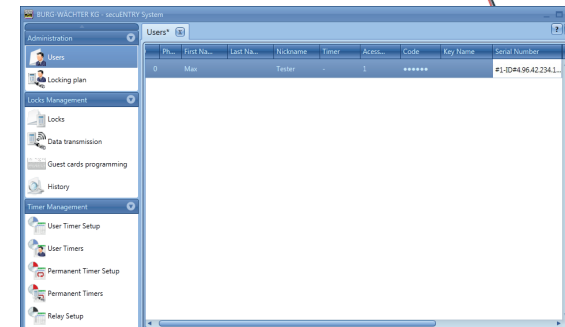 BURG-WÄCHTER KG - secuENTRY System
Administration
Users
Locking plan
Locks Management
Locks
Data transmission
Guest cards programming
History
Timer Management
User Timer Setup
User Timers
Permanent Timer Setup
Permanent Timers
Relay Setup
Users*
?
Ph... First Na... Last Na... Nickname Timer Acess... Code Key Name Serial Number
0 Max Tester - 1 ●●●●●● #1-ID#4.96.42.234.1...